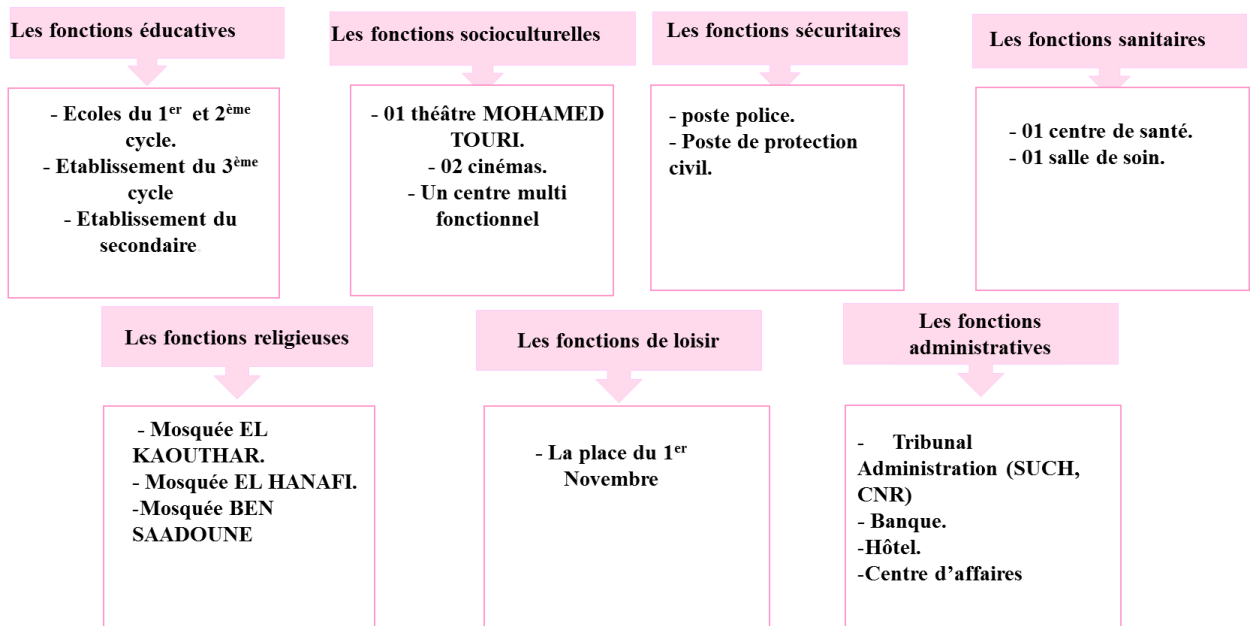 Les fonctions éducatives
- Ecoles du 1er et 2ème
cycle.
- Etablissement du 3ème
cycle
- Etablissement du
secondaire.
Les fonctions socioculturelles
- 01 théâtre MOHAMED
TOURI.
- 02 cinémas.
- Un centre multi
fonctionnel
Les fonctions sécuritaires
- poste police.
- Poste de protection
civil.
Les fonctions sanitaires
- 01 centre de santé.
- 01 salle de soin.
Les fonctions religieuses
- Mosquée EL
KAOUTHAR.
- Mosquée EL HANAFI.
-Mosquée BEN
SAADOUNE
Les fonctions de loisir
- La place du 1er
Novembre
Les fonctions
administratives
- Tribunal
Administration (SUCH,
CNR)
- Banque.
-Hôtel.
-Centre d’affaires